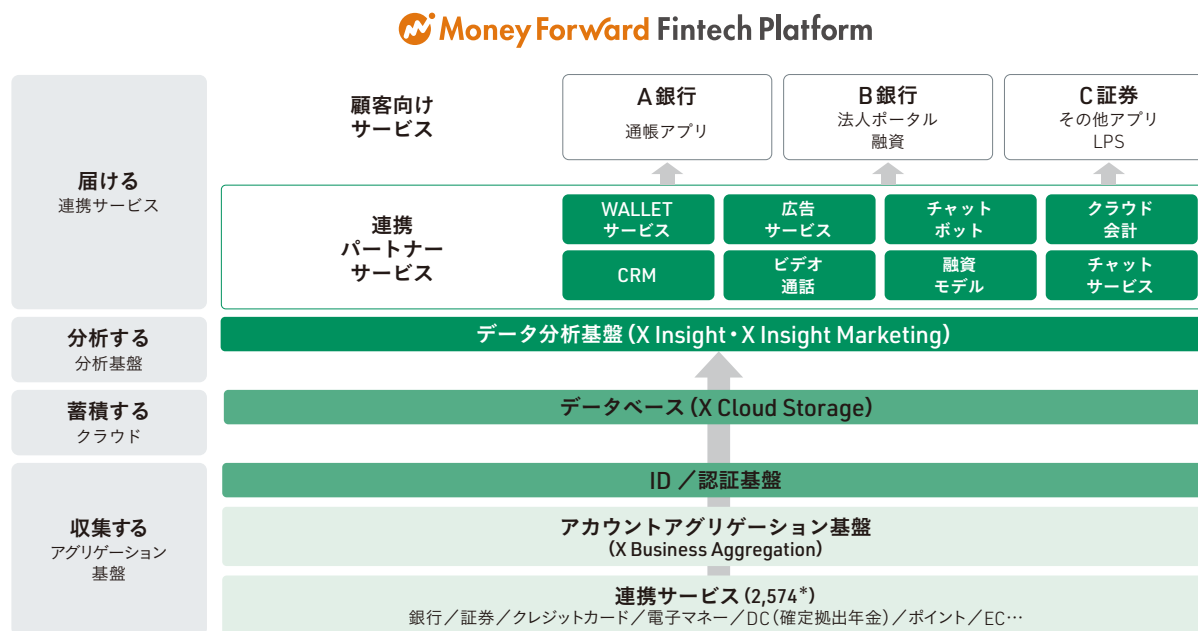 Money Forward Fintech Platform
届ける
連携サービス
顧客向け
サービス
A銀行
通帳アプリ
B銀行
法人ポータル
融資
C証券
その他アプリ
LPS
連携
パートナー
サービス
WALLET
サービス
広告
サービス
チャット
ボット
クラウド
会計
CRM
ビデオ
通話
融資
モデル
チャット
サービス
分析する
分析基盤
データ分析基盤(X Insight・X Insight Marketing)
蓄積する
クラウド
データベース(X Cloud Storage)
収集する
アグリゲーション
基盤
ID／認証基盤
アカウントアグリゲーション基盤
(X Business Aggregation)
連携サービス(2,574*)
銀行／証券／クレジットカード／電子マネー／DC(確定拠出年金)／ポイント／EC…